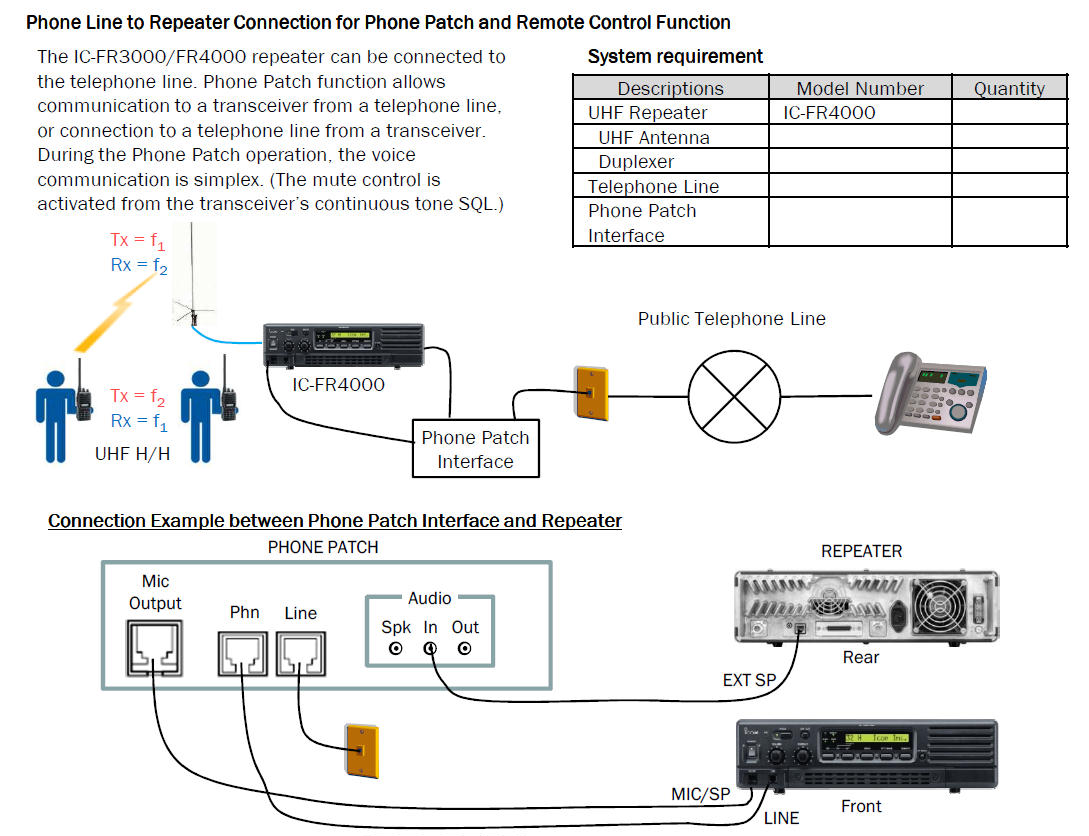 Phone Line to Repeater Connection for Phone Patch and Remote Control Function
The IC-FR3000/FR4000 repeater can be connected to
the telephone line. Phone Patch function allows
communication to a transceiver from a telephone line,
or connection to a telephone line from a transceiver.
During the Phone Patch operation, the voice
communication is simplex. (The mute control is
activated from the transceiver's continuous tone SQL.)
System requirement
Descriptions Model Number Quantity
UHF Repeater IC-FR4000
UHF Antenna
Duplexer
Telephone Line
Phone Patch
Interface
Tx = f1
Rx = f2
Public Telephone Line
IC-FR4000
Tx = f2
Rx = f1
UHF H/H
Phone Patch
Interface
Connection Example between Phone Patch Interface and Repeater
PHONE PATCH
REPEATER
Mic
Output
Phn
Line
Audio
Spk In Out
Rear
EXT SP
Icom Inc.
MIC/SP
Front
LINE